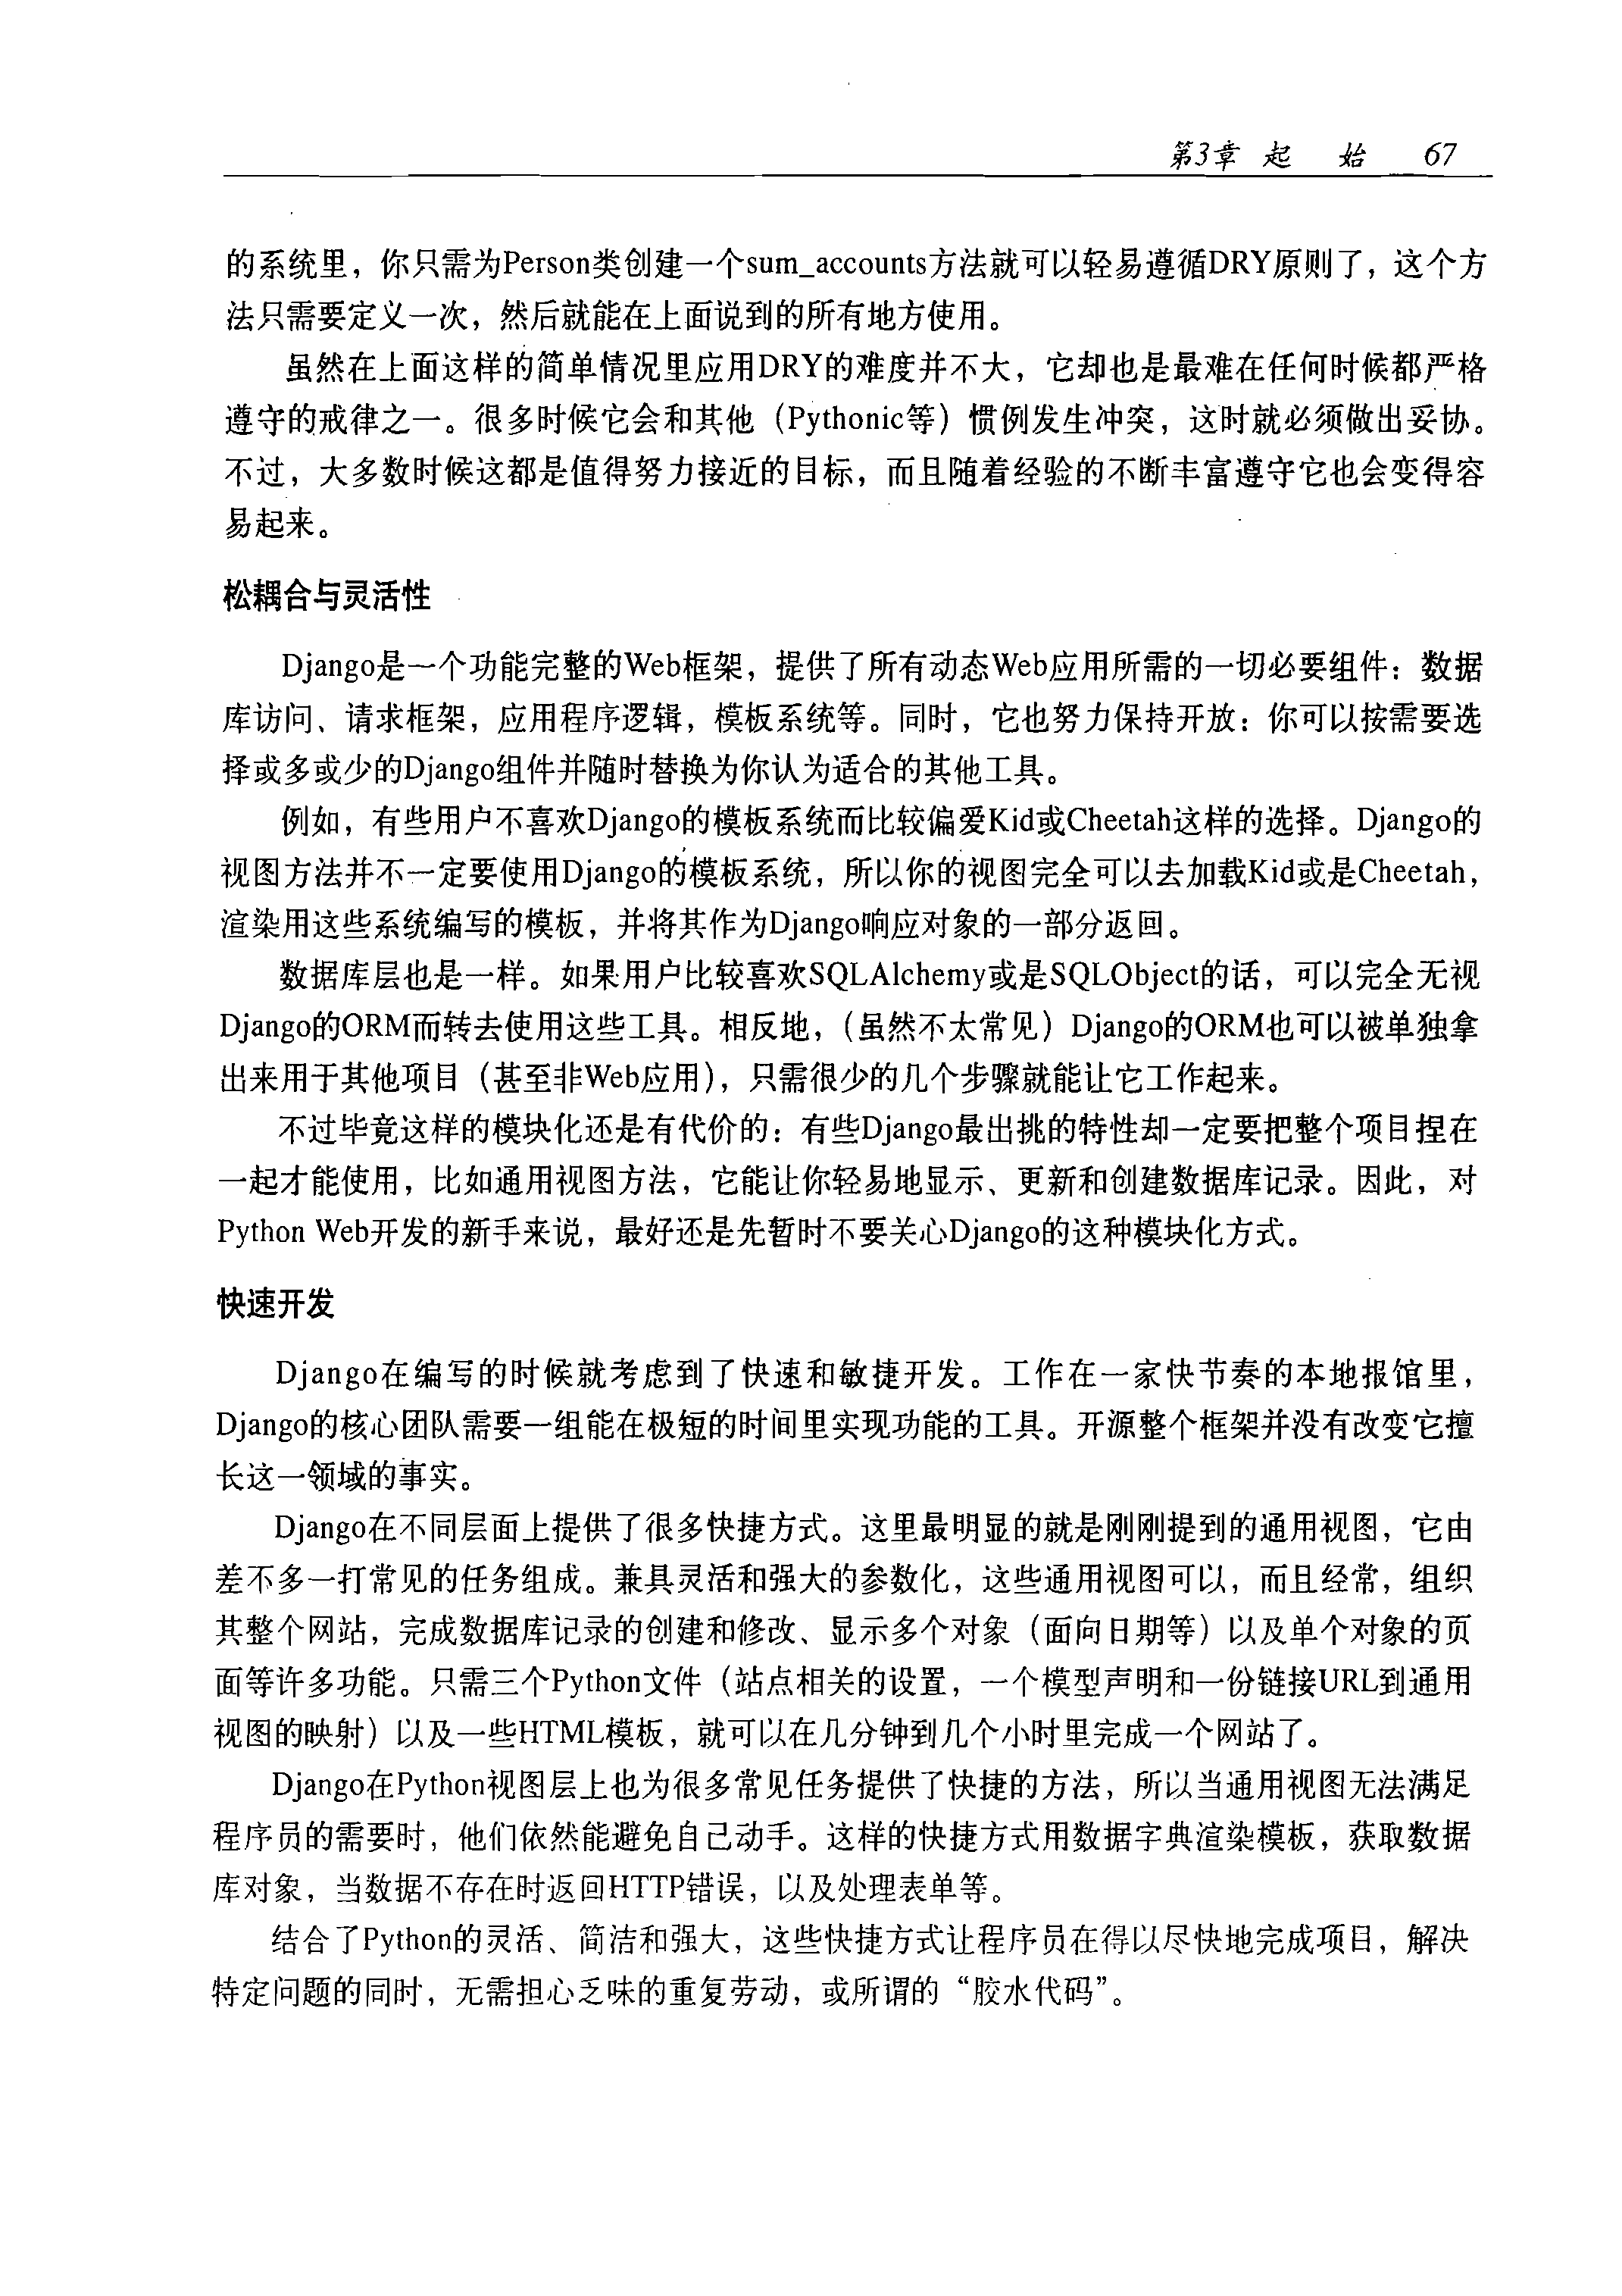 第3章 起 始 67
的系统里，你只需为Person类创建一个sum_accounts方法就可以轻易遵循DRY原则了，这个方
法只需要定义一次，然后就能在上面说到的所有地方使用。
虽然在上面这样的简单情况里应用DRY的难度并不大，它却也是最难在任何时候都严格
遵守的戒律之一。很多时候它会和其他（Pythonic等）惯例发生冲突，这时就必须做出妥协。
不过，大多数时候这都是值得努力接近的目标，而且随着经验的不断丰富遵守它也会变得容
易起来。
松耦合与灵活性
Django是一个功能完整的Web框架，提供了所有动态Web应用所需的一切必要组件：数据
库访问、请求框架，应用程序逻辑，模板系统等。同时，它也努力保持开放：你可以按需要选
择或多或少的Django组件并随时替换为你认为适合的其他工具。
例如，有些用户不喜欢Django的模板系统而比较偏爱Kid或Cheetah这样的选择。Django的
视图方法并不一定要使用Django的模板系统，所以你的视图完全可以去加载Kid或是Cheetah，
渲染用这些系统编写的模板，并将其作为Django响应对象的一部分返回。
数据库层也是一样。如果用户比较喜欢SQLAlchemy或是SQLObject的话，可以完全无视
Django的ORM而转去使用这些工具。相反地，（虽然不太常见）Django的ORM也可以被单独拿
出来用于其他项目（甚至非Web应用），只需很少的几个步骤就能让它工作起来。
不过毕竟这样的模块化还是有代价的：有些Django最出挑的特性却一定要把整个项目捏在
一起才能使用，比如通用视图方法，它能让你轻易地显示、更新和创建数据库记录。因此，对
Python Web开发的新手来说，最好还是先暂时不要关心Django的这种模块化方式。
快速开发
Django在编写的时候就考虑到了快速和敏捷开发。工作在一家快节奏的本地报馆里，
Django的核心团队需要一组能在极短的时间里实现功能的工具。开源整个框架并没有改变它擅
长这一领域的事实。
Django在不同层面上提供了很多快捷方式。这里最明显的就是刚刚提到的通用视图，它由
差不多一打常见的任务组成。兼具灵活和强大的参数化，这些通用视图可以，而且经常，组织
其整个网站，完成数据库记录的创建和修改、显示多个对象（面向日期等）以及单个对象的页
面等许多功能。只需三个Python文件（站点相关的设置，一个模型声明和一份链接URL到通用
视图的映射）以及一些HTML模板，就可以在几分钟到几个小时里完成一个网站了。
Django在Python视图层上也为很多常见任务提供了快捷的方法，所以当通用视图无法满足
程序员的需要时，他们依然能避免自己动手。这样的快捷方式用数据字典渲染模板，获取数据
库对象，当数据不存在时返回HTTP错误，以及处理表单等。
结合了Python的灵活、简洁和强大，这些快捷方式让程序员在得以尽快地完成项目，解决
特定问题的同时，无需担心乏味的重复劳动，或所谓的“胶水代码”。